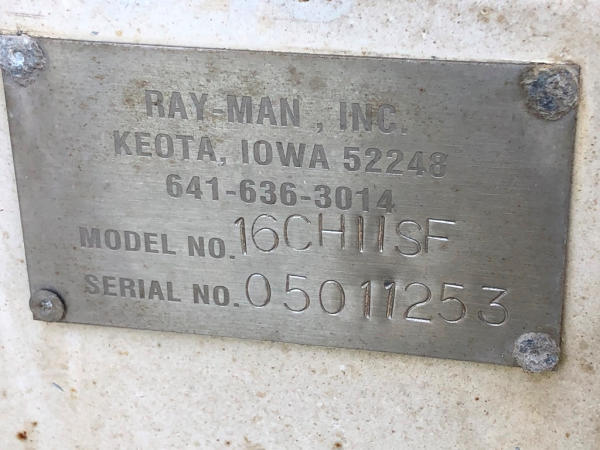 RAY-MAN, INC.
KEOTA, IOWA 52248
641-636-3014
MODEL NO. 16CH11SF
SERIAL NO. 05011253